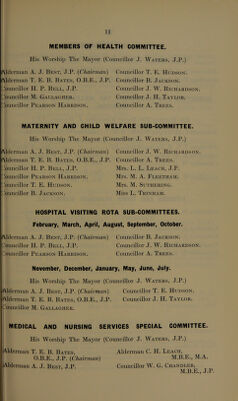 11
MEMBERS OF HEALTH COMMITTEE.
His Worship The Mayor (Councillor J. WATERS, J.P.)
Alderman A. J. BEST, J.P. (Chairman) Councillor T. E. HUDSON.
Alderman T. E. B. BATES, O.B.E., J.P. Councillor B. JACKSON.
Councillor H. P. BELL, J.P. Councillor J. W. RICHARDSON.
Councillor M. GALLAGHER. Councillor J. H. TAYLOR.
Councillor PEARSON HARRISON. Councillor A. TREES.
MATERNITY AND CHILD WELFARE SUB-COMMITTEE.
His Worship The Mayor (Councillor J. WATERS, J.P.)
Alderman A. J. BEST, J.P. (Chairman) Councillor J. W. RICHARDSON.
Alderman T. E. B. BATES, O.B.E., J.P. Councillor A. TREES.
Councillor H. P. BELL, J.P. Mrs. L. L. LEACH, J.P.
Councillor PEARSON HARRISON. Mrs. M. A.
Councillor T. E. HUDSON. Mrs. M.
Councillor B. JACKSON. Miss L. TRINHAM.
HOSPITAL VISITING ROTA SUB-COMMITTEES.
February, March, April, August, September, October.
Alderman A. J. BEST, J.P. (Chairman) Councillor B. JACKSON.
Councillor H. P. BELL, J.P. Councillor J. W. RICHARDSON.
Councillor PEARSON HARRISON. Councillor A. TREES.
November, December, January, May, June, July.
His Worship The Mayor (Councillor J. WATERS, J.P.)
Alderman A. J. BEST, J.P. Councillor T. E. HUDSON.
Alderman T. E. B. BATES, O.B.E., J.P. Councillor J. H. TAYLOR.
Councillor M. GALLAGHER.
MEDICAL AND NURSING SERVICES SPECIAL COMMITTEE.
His Worship The Mayor (Councillor J. WATERS, J.P.)
Alderman T. E. B. BATES, Alderman C. H. LEACH,
O.B.E., J.P. (Chairman) M.B.E., M.A.
Alderman A. J. BEST, J.P. Councillor W. G. CHANDLER,
M.B.E., J.P.